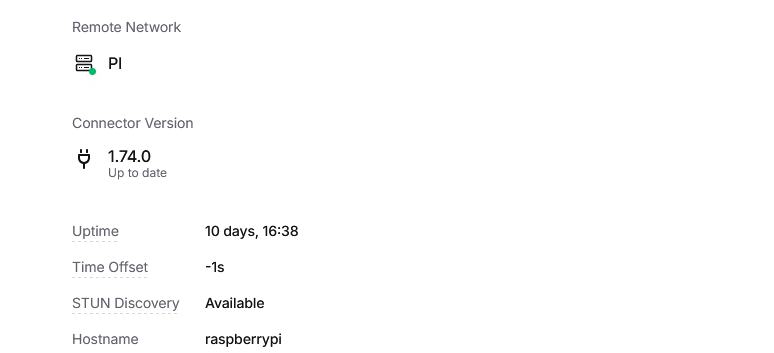 Remote Network
PI
Connector Version
1.74.0
Up to date
Uptime 10 days, 16:38
Time Offset -1s
STUN Discovery Available
Hostname raspberrypi